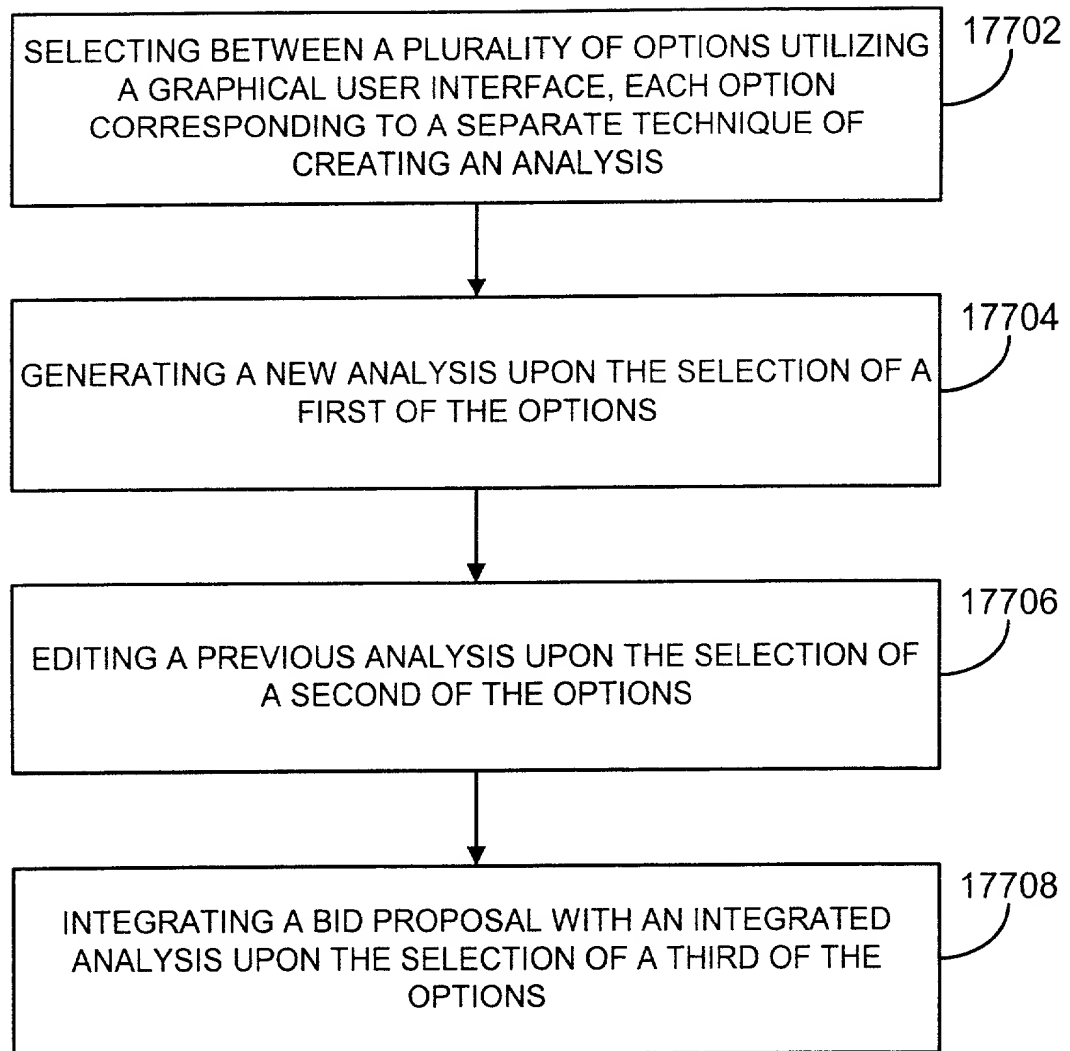 SELECTING BETWEEN A PLURALITY OF OPTIONS UTILIZING
A GRAPHICAL USER INTERFACE, EACH OPTION
CORRESPONDING TO A SEPARATE TECHNIQUE OF
CREATING AN ANALYSIS
17702
GENERATING A NEW ANALYSIS UPON THE SELECTION OF A
FIRST OF THE OPTIONS
17704
EDITING A PREVIOUS ANALYSIS UPON THE SELECTION OF
A SECOND OF THE OPTIONS
17706
INTEGRATING A BID PROPOSAL WITH AN INTEGRATED
ANALYSIS UPON THE SELECTION OF A THIRD OF THE
OPTIONS
17708